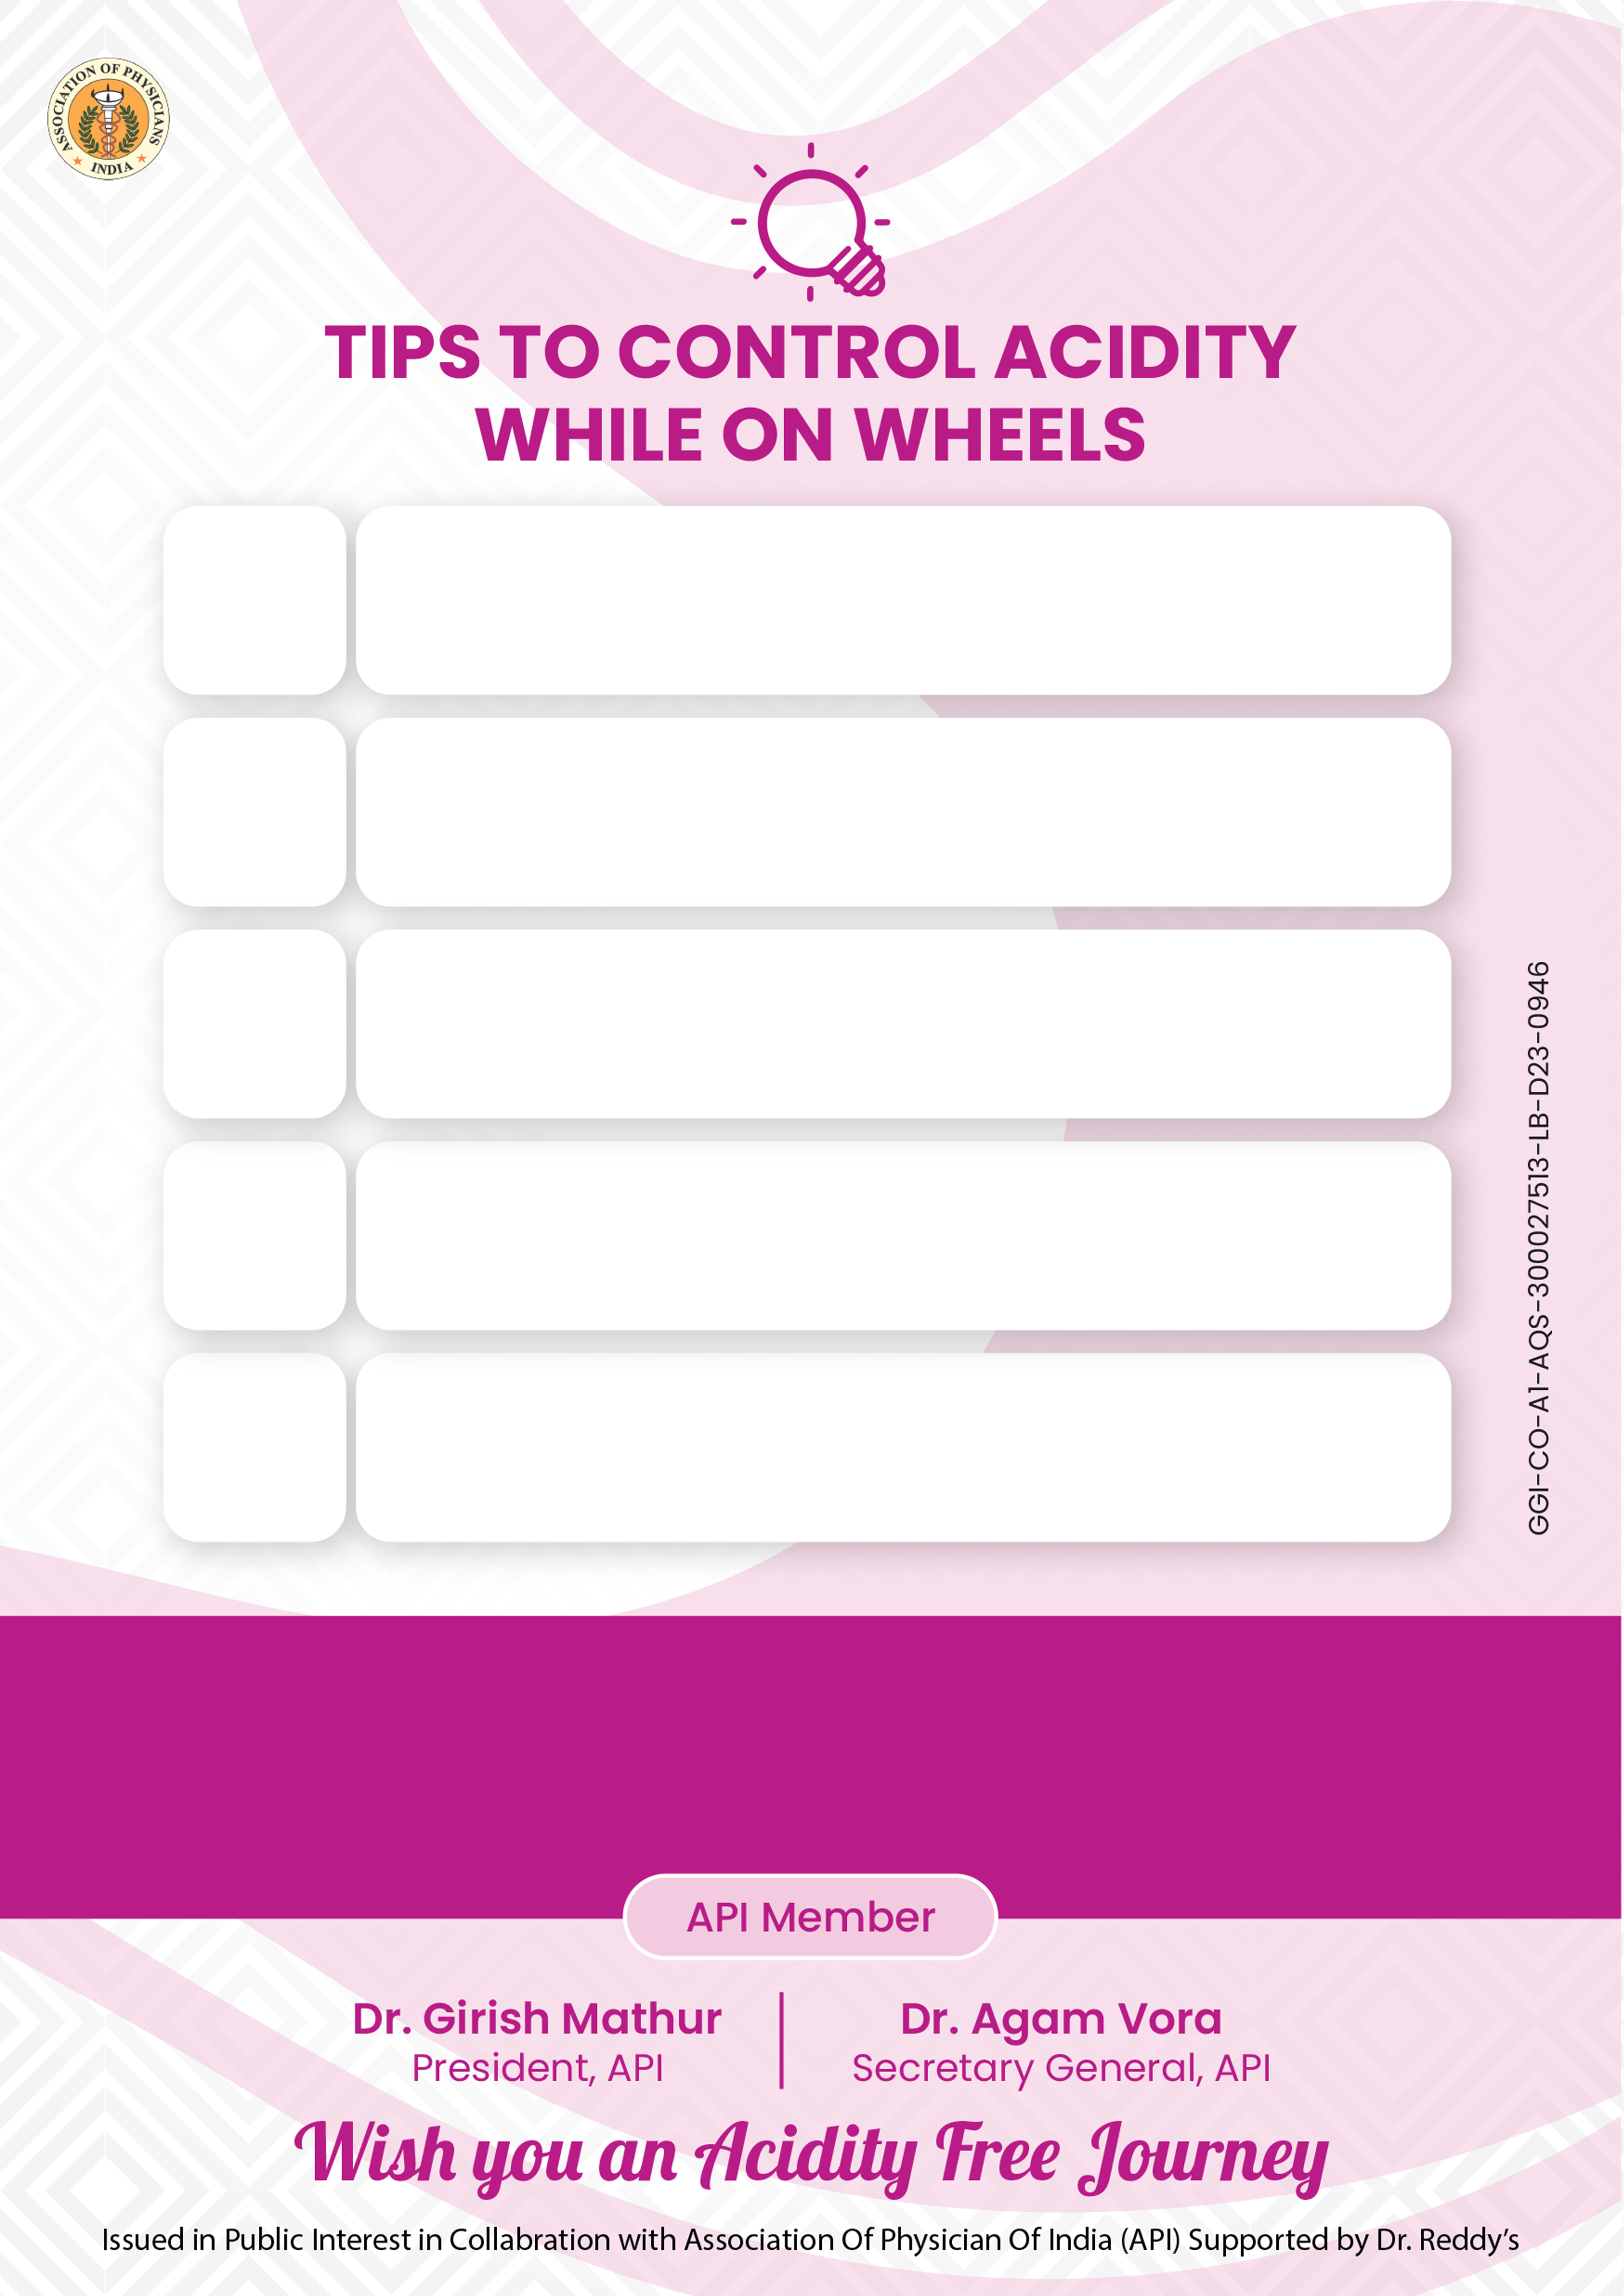 ASSOCIATION OF PHYSICIANS
INDIA
TIPS TO CONTROL ACIDITY
WHILE ON WHEELS
GGI-CO-A1-AQS-300027513-LB-D23-0946
API Member
Dr. Girish Mathur
President, API
Dr. Agam Vora
Secretary General, API
Wish you an Acidity Free Journey
Issued in Public Interest in Collabration with Association Of Physician Of India (API) Supported by Dr. Reddy's